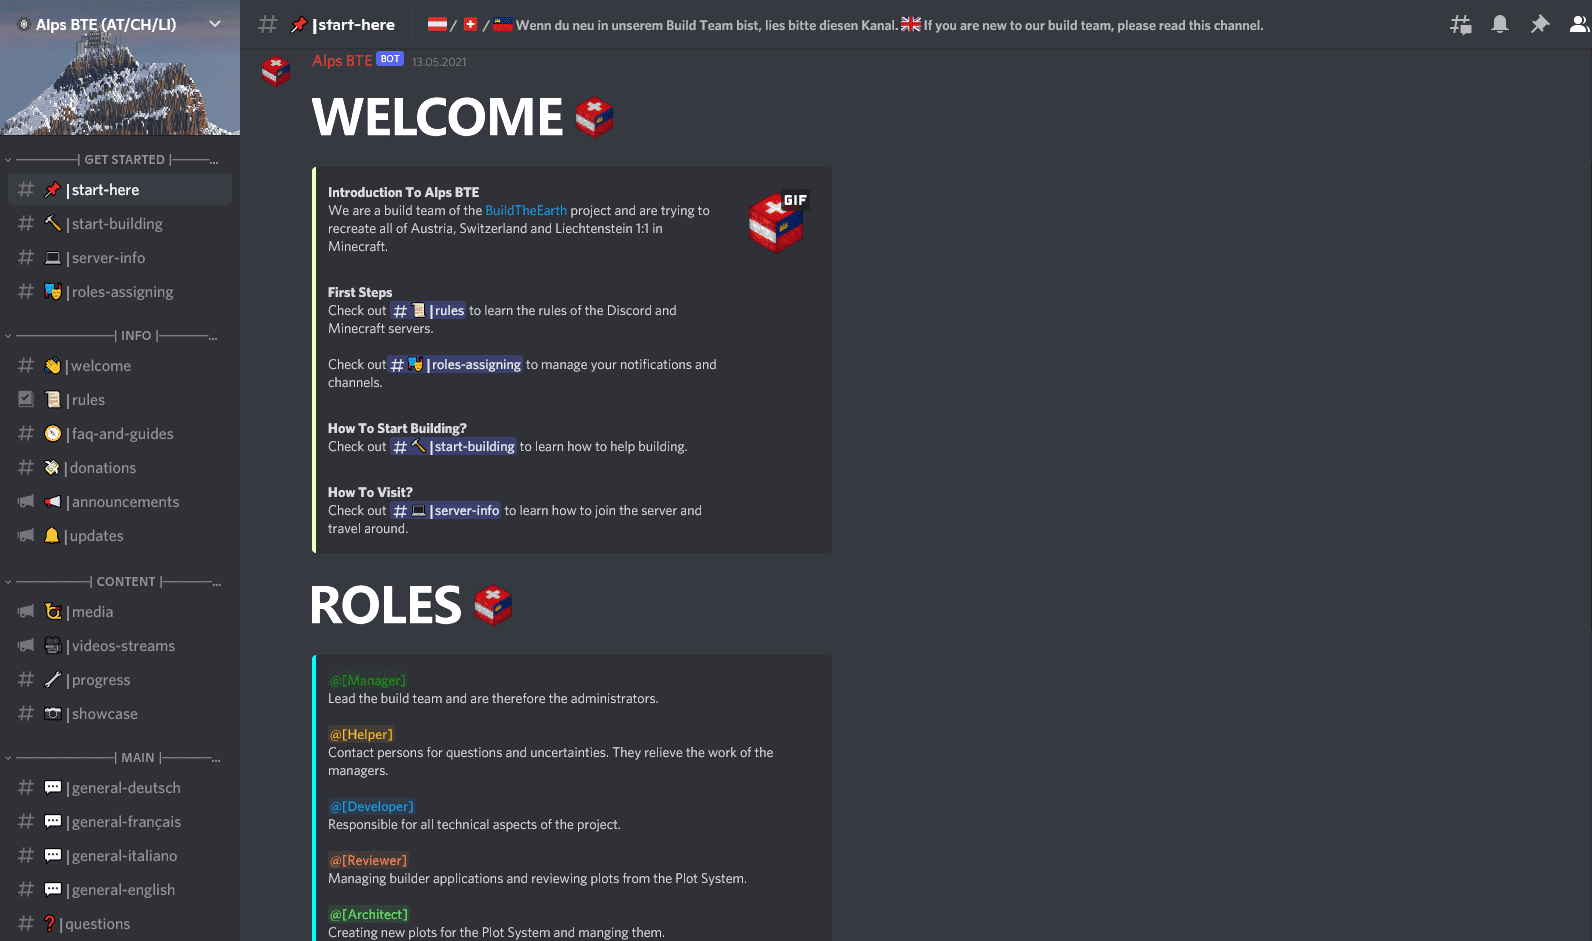 Alps BTE (AT/CH/LI)
GET STARTED
|start-here
|start-building
|server-info
|roles-assigning
INFO
|welcome
|rules
|faq-and-guides
|donations
|announcements
|updates
CONTENT
|media
|videos-streams
|progress
|showcase
MAIN
|general-deutsch
|general-français
|general-italiano
|general-english
|questions
|start-here
/ / Wenn du neu in unserem Build Team bist, lies bitte diesen Kanal. If you are new to our build team, please read this channel.
Alps BTE BOT 13.05.2021
WELCOME
Introduction To Alps BTE
We are a build team of the BuildTheEarth project and are trying to
recreate all of Austria, Switzerland and Liechtenstein 1:1 in
Minecraft.
GIF
First Steps
Check out # |rules to learn the rules of the Discord and
Minecraft servers.
Check out # |roles-assigning to manage your notifications and
channels.
How To Start Building?
Check out # |start-building to learn how to help building.
How To Visit?
Check out # |server-info to learn how to join the server and
travel around.
ROLES
@[Manager]
Lead the build team and are therefore the administrators.
@[Helper]
Contact persons for questions and uncertainties. They relieve the work of the
managers.
@[Developer]
Responsible for all technical aspects of the project.
@[Reviewer]
Managing builder applications and reviewing plots from the Plot System.
@[Architect]
Creating new plots for the Plot System and manging them.